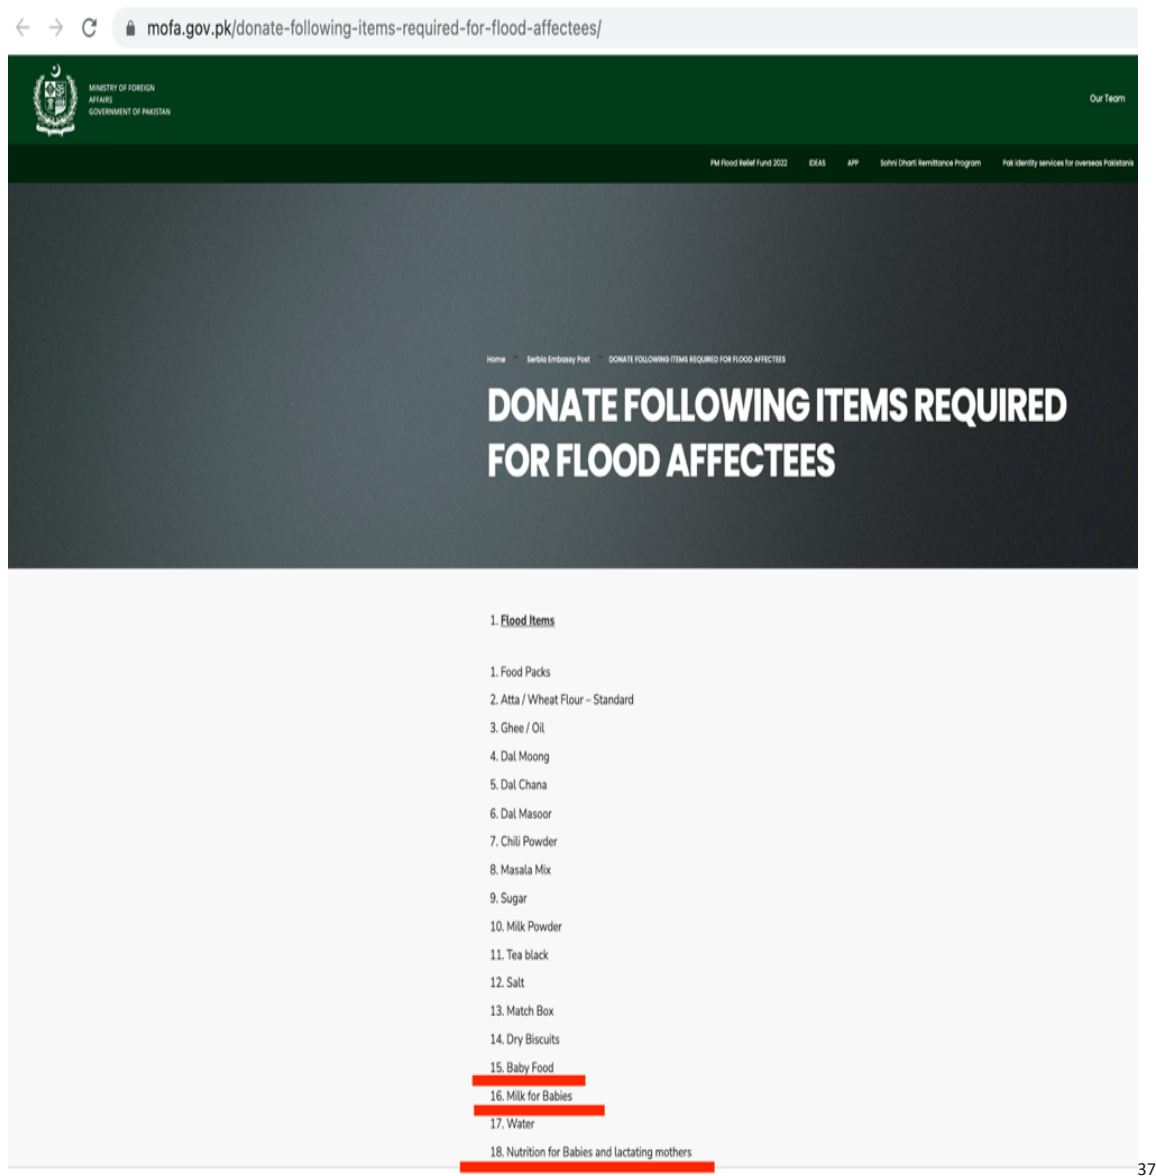 mofa.gov.pk/donate-following-items-required-for-flood-affectees/
MINISTRY OF FOREIGN
AFFAIRS
GOVERNMENT OF PAKISTAN
Our Team
PM Flood Relief Fund 2022 IDEAS APP Sohni Dharti Remittance Program Pak identity services for overseas Pakistanis
Home Serbia Embassy Post DONATE FOLLOWING ITEMS REQUIRED FOR FLOOD AFFECTEES
DONATE FOLLOWING ITEMS REQUIRED
FOR FLOOD AFFECTEES
1. Flood Items
1. Food Packs
2. Atta / Wheat Flour – Standard
3. Ghee / Oil
4. Dal Moong
5. Dal Chana
6. Dal Masoor
7. Chili Powder
8. Masala Mix
9. Sugar
10. Milk Powder
11. Tea black
12. Salt
13. Match Box
14. Dry Biscuits
15. Baby Food
16. Milk for Babies
17. Water
18. Nutrition for Babies and lactating mothers
37